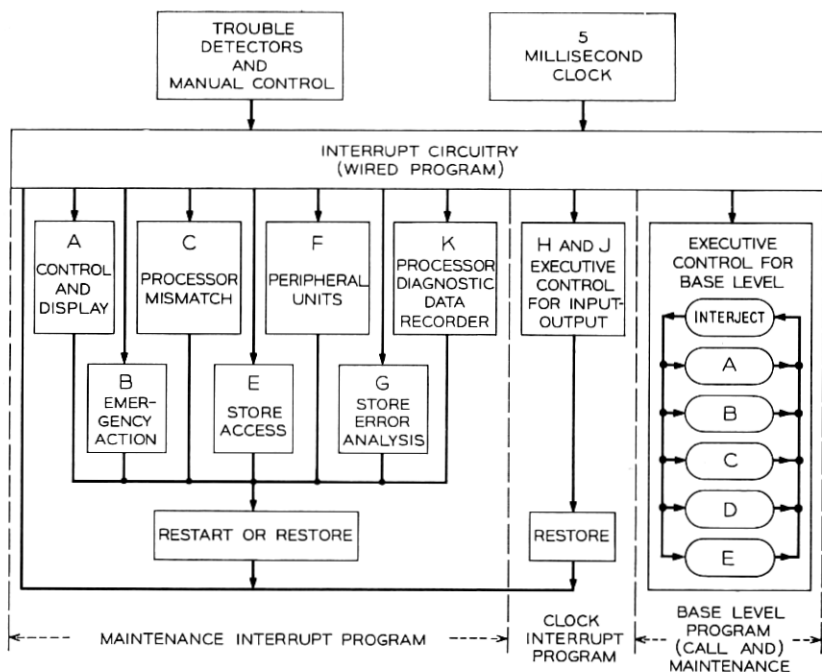 TROUBLE
DETECTORS
AND
MANUAL CONTROL
5
MILLISECOND
CLOCK
INTERRUPT CIRCUITRY
(WIRED PROGRAM)
A
CONTROL
AND
DISPLAY
C
PROCESSOR
MISMATCH
F
PERIPHERAL
UNITS
K
PROCESSOR
DIAGNOSTIC
DATA
RECORDER
H AND J
EXECUTIVE
CONTROL
FOR INPUT-
OUTPUT
EXECUTIVE
CONTROL FOR
BASE LEVEL
INTERJECT
A
B
C
D
E
B
EMER-
GENCY
ACTION
E
STORE
ACCESS
G
STORE
ERROR
ANALYSIS
RESTART OR RESTORE
RESTORE
MAINTENANCE INTERRUPT PROGRAM
CLOCK
INTERRUPT
PROGRAM
BASE LEVEL
PROGRAM
(CALL AND)
MAINTENANCE